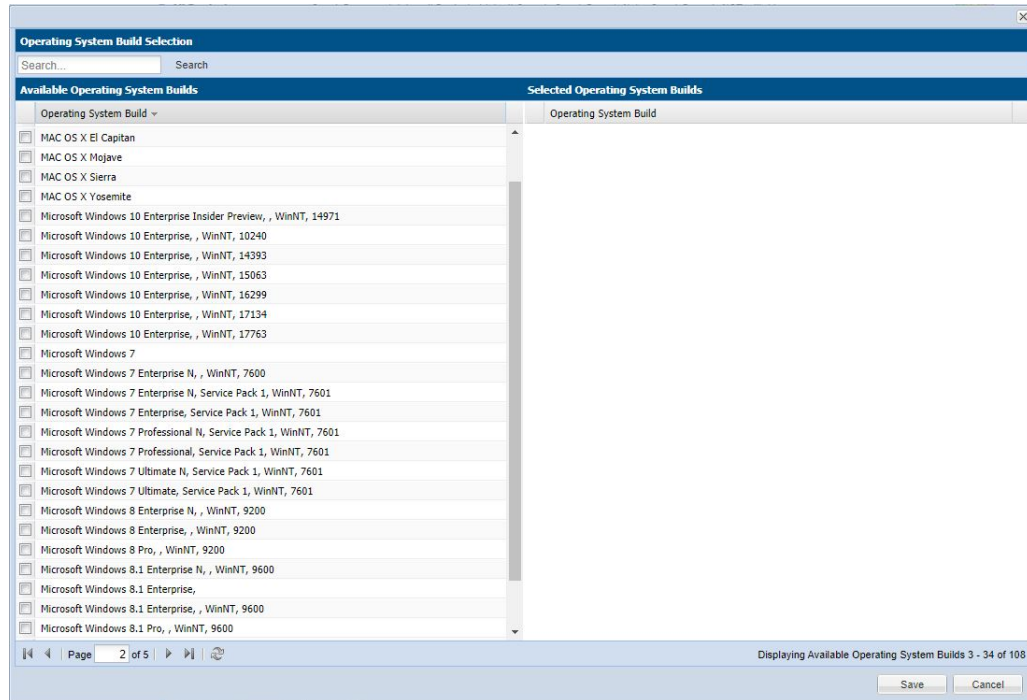 Operating System Build Selection
Search... Search
Available Operating System Builds Selected Operating System Builds
Operating System Build Operating System Build
MAC OS X El Capitan
MAC OS X Mojave
MAC OS X Sierra
MAC OS X Yosemite
Microsoft Windows 10 Enterprise Insider Preview, , WinNT, 14971
Microsoft Windows 10 Enterprise, , WinNT, 10240
Microsoft Windows 10 Enterprise, , WinNT, 14393
Microsoft Windows 10 Enterprise, , WinNT, 15063
Microsoft Windows 10 Enterprise, , WinNT, 16299
Microsoft Windows 10 Enterprise, , WinNT, 17134
Microsoft Windows 10 Enterprise, , WinNT, 17763
Microsoft Windows 7
Microsoft Windows 7 Enterprise N, , WinNT, 7600
Microsoft Windows 7 Enterprise N, Service Pack 1, WinNT, 7601
Microsoft Windows 7 Enterprise, Service Pack 1, WinNT, 7601
Microsoft Windows 7 Professional N, Service Pack 1, WinNT, 7601
Microsoft Windows 7 Professional, Service Pack 1, WinNT, 7601
Microsoft Windows 7 Ultimate N, Service Pack 1, WinNT, 7601
Microsoft Windows 7 Ultimate, Service Pack 1, WinNT, 7601
Microsoft Windows 8 Enterprise N, , WinNT, 9200
Microsoft Windows 8 Enterprise, , WinNT, 9200
Microsoft Windows 8 Pro, , WinNT, 9200
Microsoft Windows 8.1 Enterprise N, , WinNT, 9600
Microsoft Windows 8.1 Enterprise,
Microsoft Windows 8.1 Enterprise, , WinNT, 9600
Microsoft Windows 8.1 Pro, , WinNT, 9600
Page 2 of 5 Displaying Available Operating System Builds 3 - 34 of 108
Save Cancel